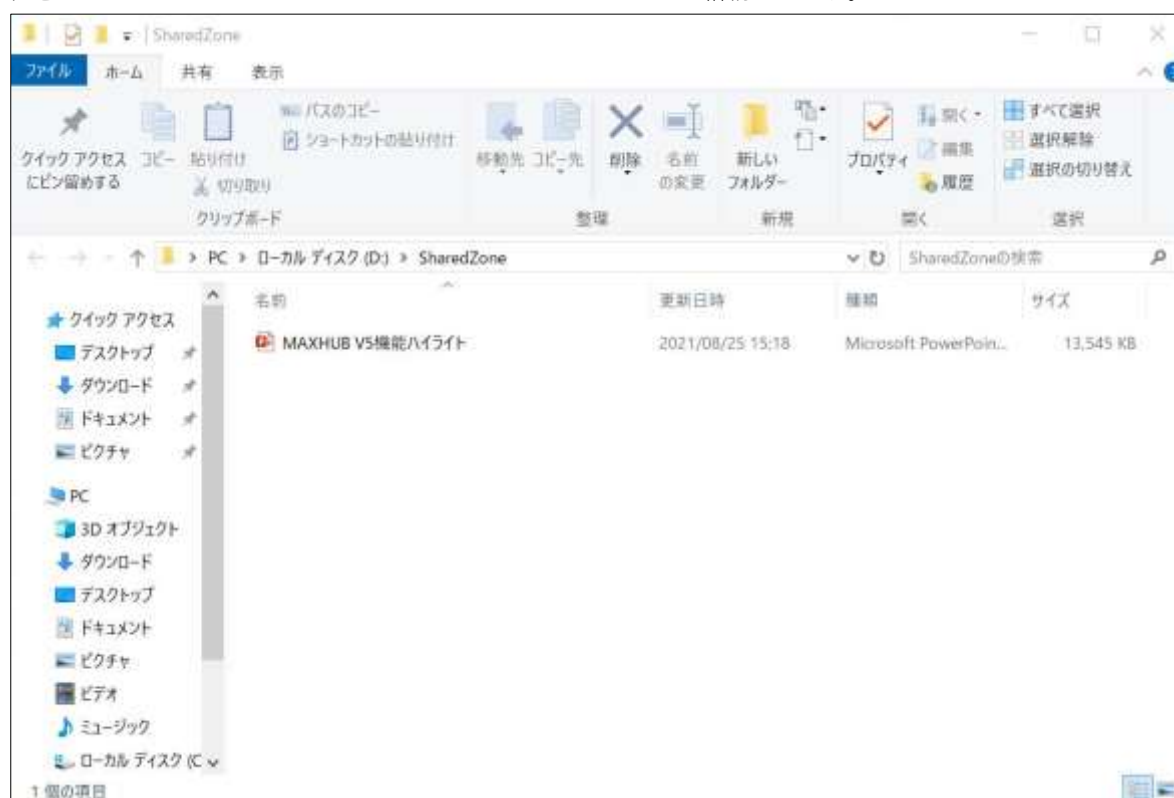 SharedZone
ファイル ホーム 共有 表示
クイック アクセス
にピン留めする
コピー
貼り付け
パスのコピー
ショートカットの貼り付け
切り取り
移動先 コピー先
削除
名前
の変更
新しい
フォルダー
プロパティ
開く
編集
履歴
すべて選択
選択解除
選択の切り替え
クリップボード 整理 新規 開く 選択
PC > ローカル ディスク (D:) > SharedZone
SharedZoneの検索
名前 更新日時 種類 サイズ
MAXHUB V5機能ハイライト 2021/08/25 15:18 Microsoft PowerPoin... 13,545 KB
クイック アクセス
デスクトップ
ダウンロード
ドキュメント
ピクチャ
PC
3D オブジェクト
ダウンロード
デスクトップ
ドキュメント
ピクチャ
ビデオ
ミュージック
ローカル ディスク (C
1 個の項目